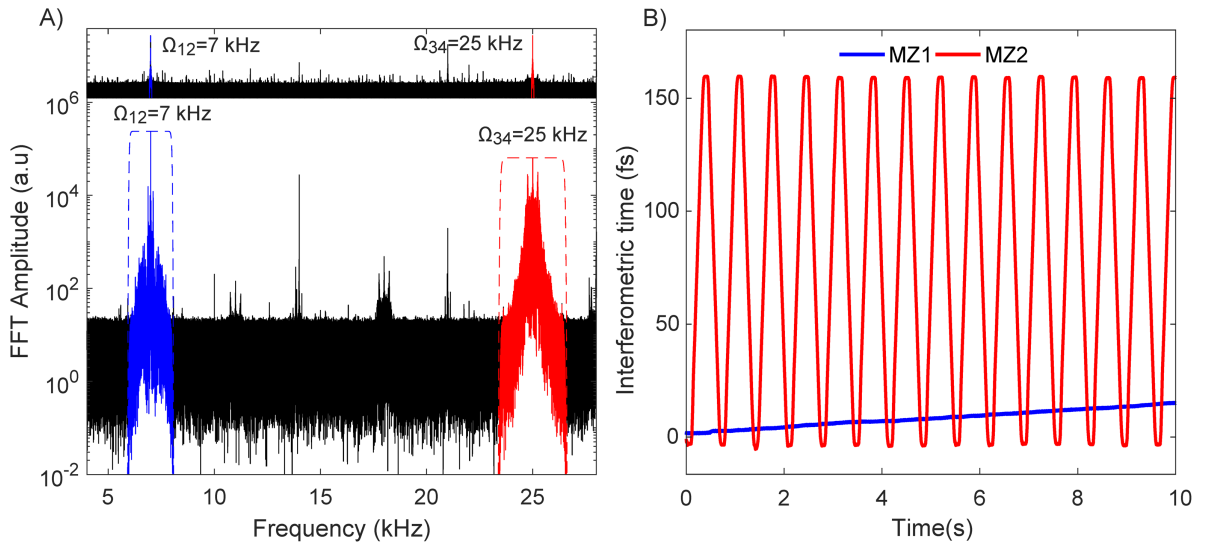 A)
Ω12=7 kHz
Ω34=25 kHz
10^6
Ω12=7 kHz
Ω34=25 kHz
10^4
10^2
10^0
10^-2
5 10 15 20 25
FFT Amplitude (a.u)
Frequency (kHz)
B)
MZ1 MZ2
150
100
50
0
0 2 4 6 8 10
Interferometric time (fs)
Time(s)